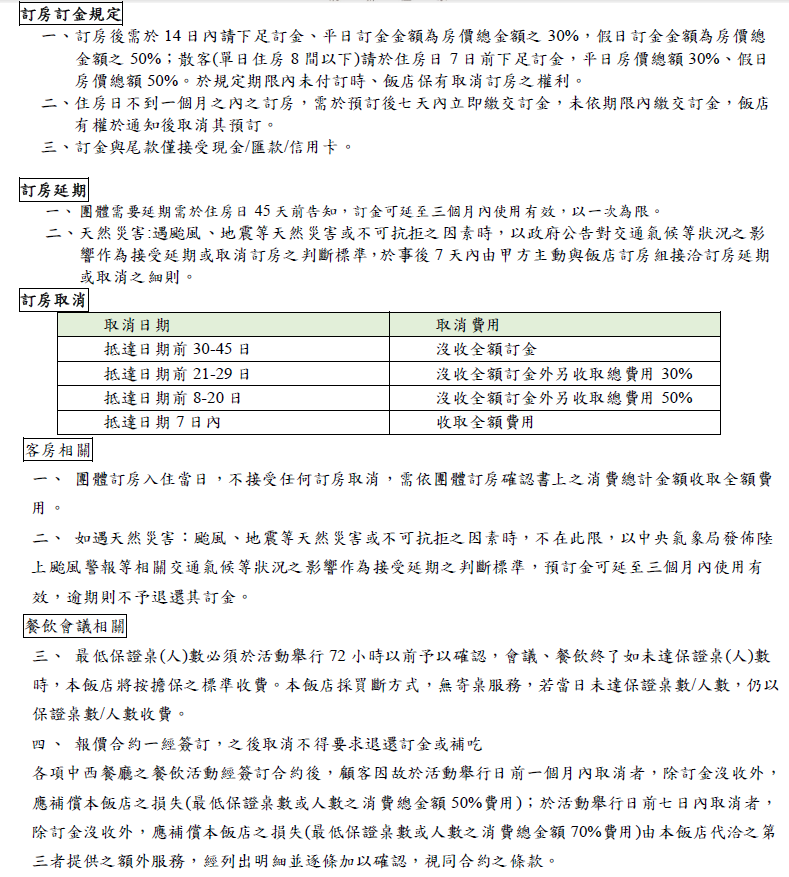 訂房訂金規定
一、訂房後需於 14 日內請下足訂金、平日訂金金額為房價總金額之 30%，假日訂金金額為房價總
金額之 50%；散客(單日住房 8 間以下)請於住房日 7 日前下足訂金，平日房價總額 30%、假日
房價總額 50%。於規定期限內未付訂時、飯店保有取消訂房之權利。
二、住房日不到一個月之內之訂房，需於預訂後七天內立即繳交訂金，未依期限內繳交訂金，飯店
有權於通知後取消其預訂。
三、訂金與尾款僅接受現金/匯款/信用卡。
訂房延期
一、團體需要延期需於住房日 45 天前告知，訂金可延至三個月內使用有效，以一次為限。
二、天然災害:遇颱風、地震等天然災害或不可抗拒之因素時，以政府公告對交通氣候等狀況之影
響作為接受延期或取消訂房之判斷標準，於事後 7 天內由甲方主動與飯店訂房組接洽訂房延期
或取消之細則。
訂房取消
取消日期 取消費用
抵達日期前 30-45 日 沒收全額訂金
抵達日期前 21-29 日 沒收全額訂金外另收取總費用 30%
抵達日期前 8-20 日 沒收全額訂金外另收取總費用 50%
抵達日期 7 日內 收取全額費用
客房相關
一、 團體訂房入住當日，不接受任何訂房取消，需依團體訂房確認書上之消費總計金額收取全額費
用。
二、 如遇天然災害：颱風、地震等天然災害或不可抗拒之因素時，不在此限，以中央氣象局發佈陸
上颱風警報等相關交通氣候等狀況之影響作為接受延期之判斷標準，預訂金可延至三個月內使用有
效，逾期則不予退還其訂金。
餐飲會議相關
三、 最低保證桌(人)數必須於活動舉行 72 小時以前予以確認，會議、餐飲終了如未達保證桌(人)數
時，本飯店將按擔保之標準收費。本飯店採買斷方式，無寄桌服務，若當日未達保證桌數/人數，仍以
保證桌數/人數收費。
四、 報價合約一經簽訂，之後取消不得要求退還訂金或補吃
各項中西餐廳之餐飲活動經簽訂合約後，顧客因故於活動舉行日前一個月內取消者，除訂金沒收外，
應補償本飯店之損失(最低保證桌數或人數之消費總金額 50%費用)；於活動舉行日前七日內取消者，
除訂金沒收外，應補償本飯店之損失(最低保證桌數或人數之消費總金額 70%費用)由本飯店代洽之第
三者提供之額外服務，經列出明細並逐條加以確認，視同合約之條款。